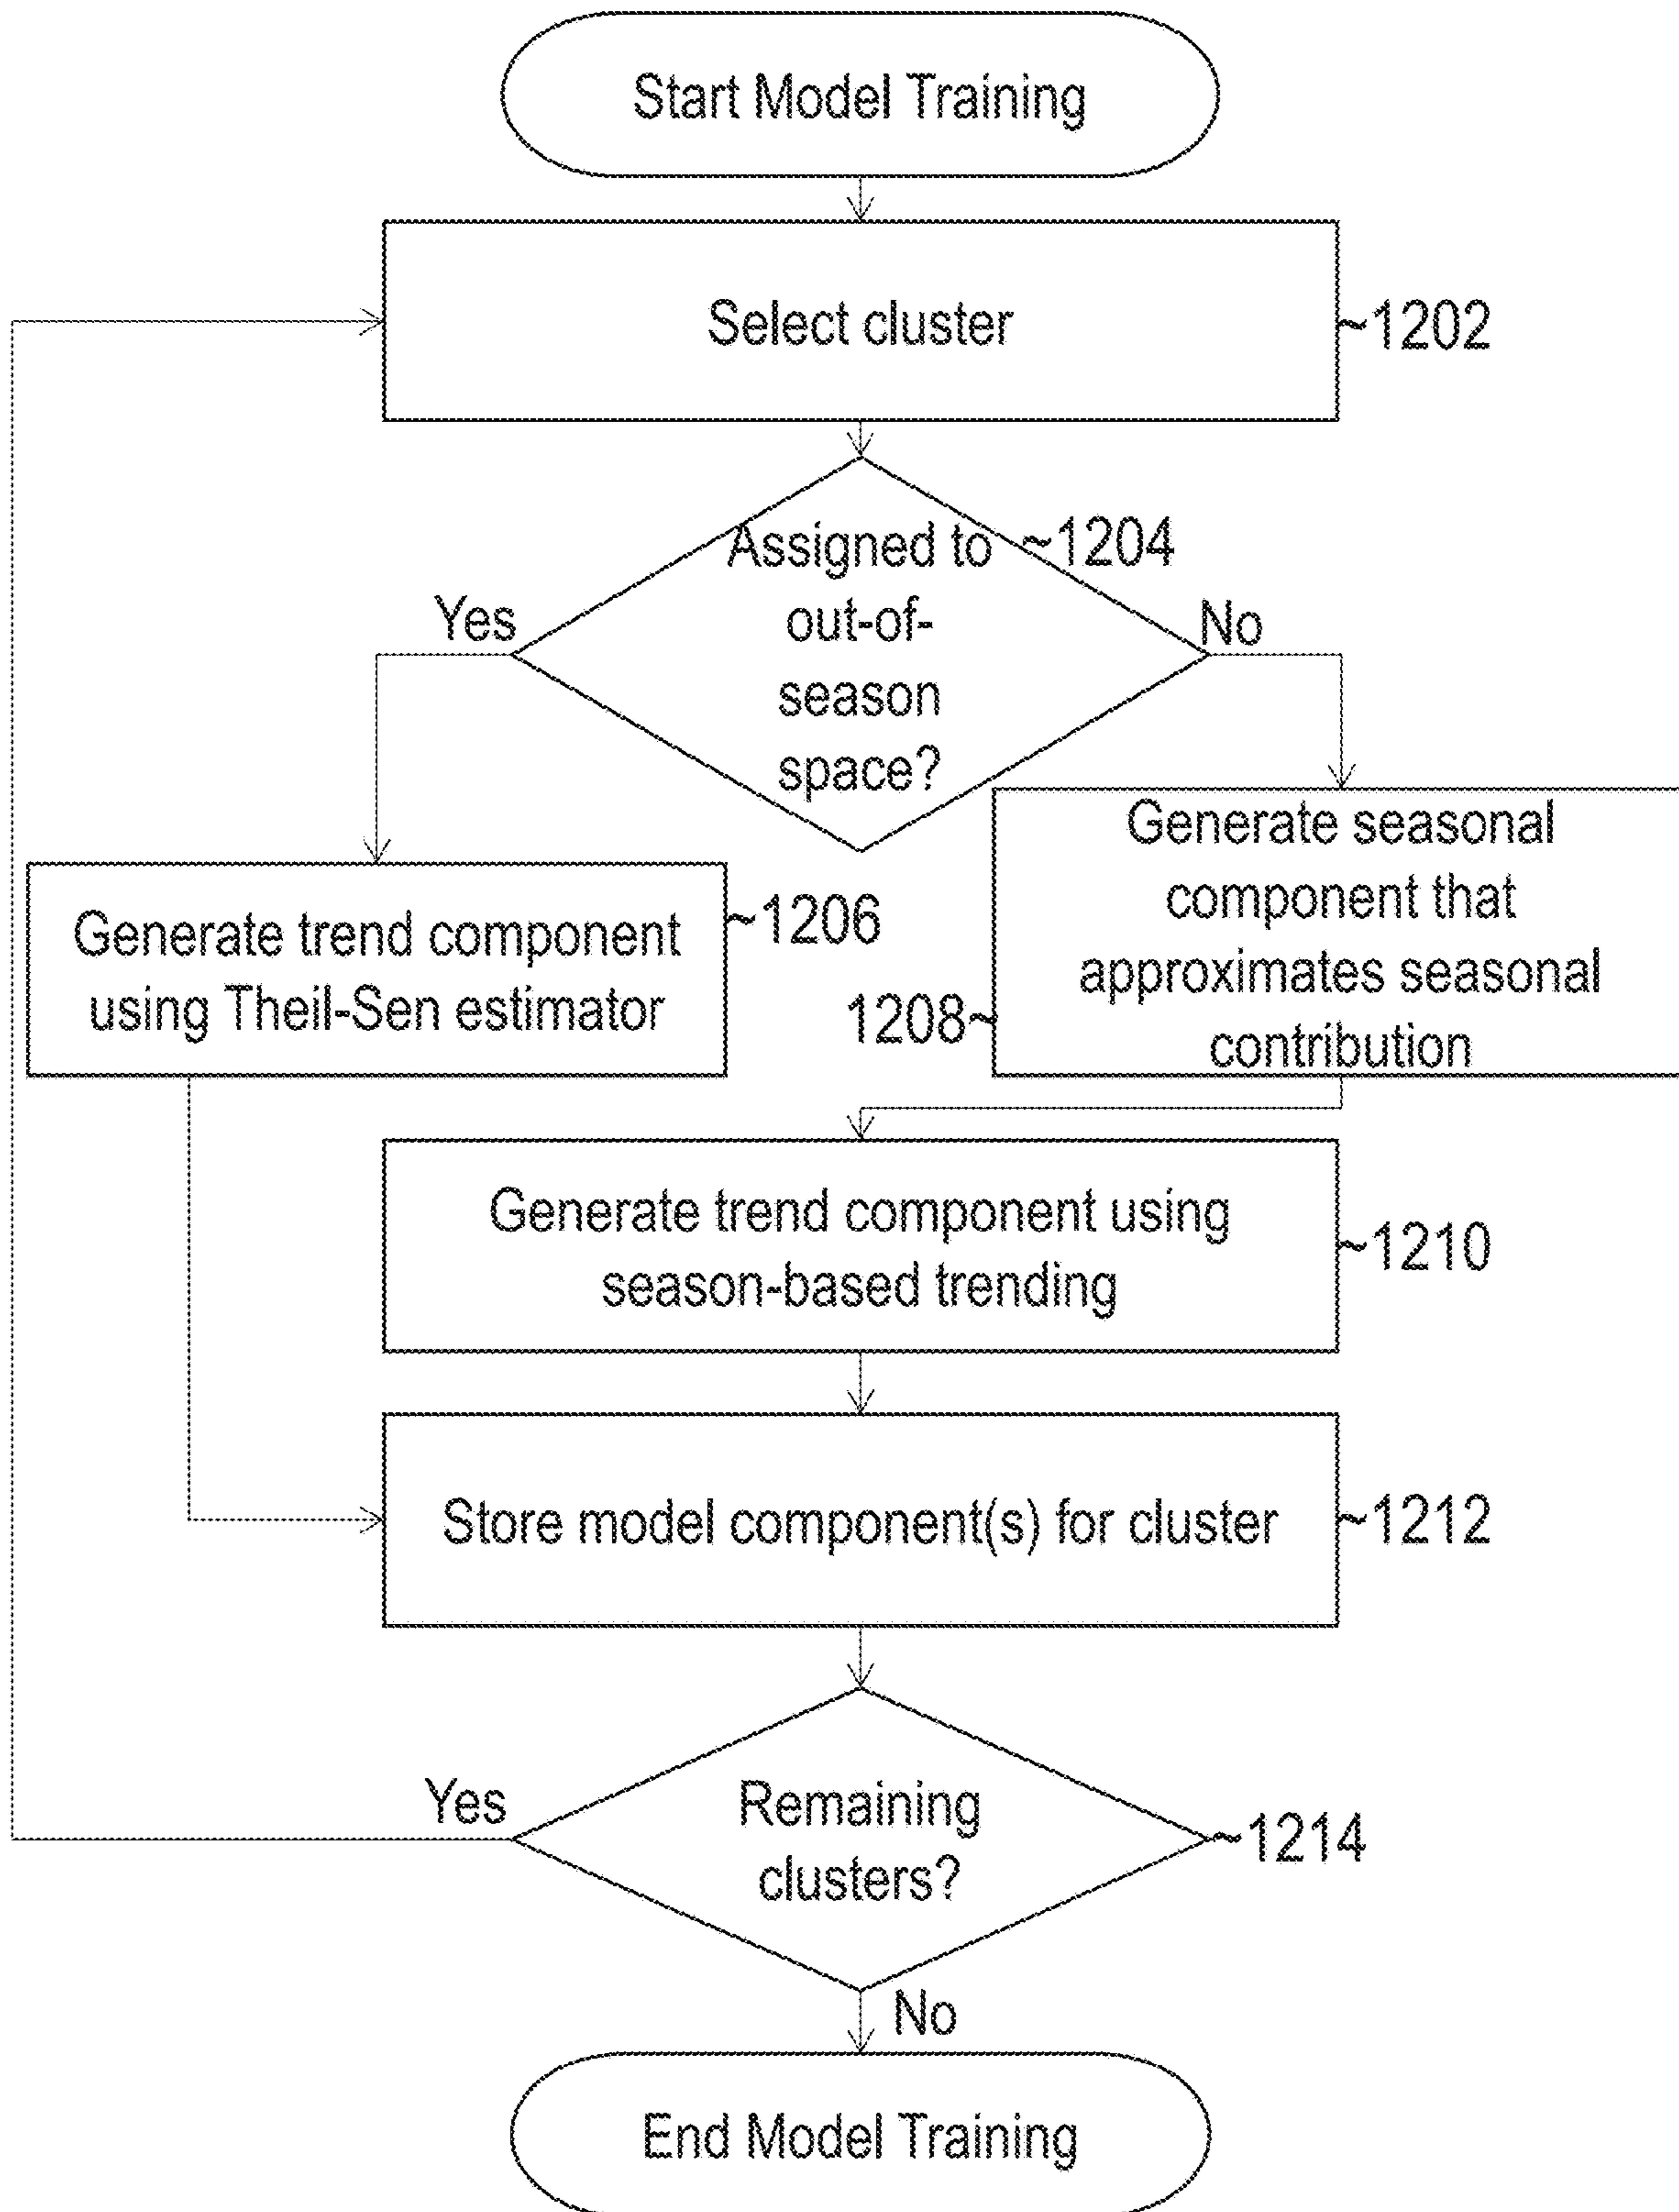 Start Model Training
Select cluster
~1202
Assigned to
~1204
out-of-
season
space?
Yes
No
Generate trend component
using Theil-Sen estimator
~1206
Generate seasonal
component that
approximates seasonal
contribution
1208~
Generate trend component using
season-based trending
~1210
Store model component(s) for cluster
~1212
Remaining
clusters?
~1214
Yes
No
End Model Training